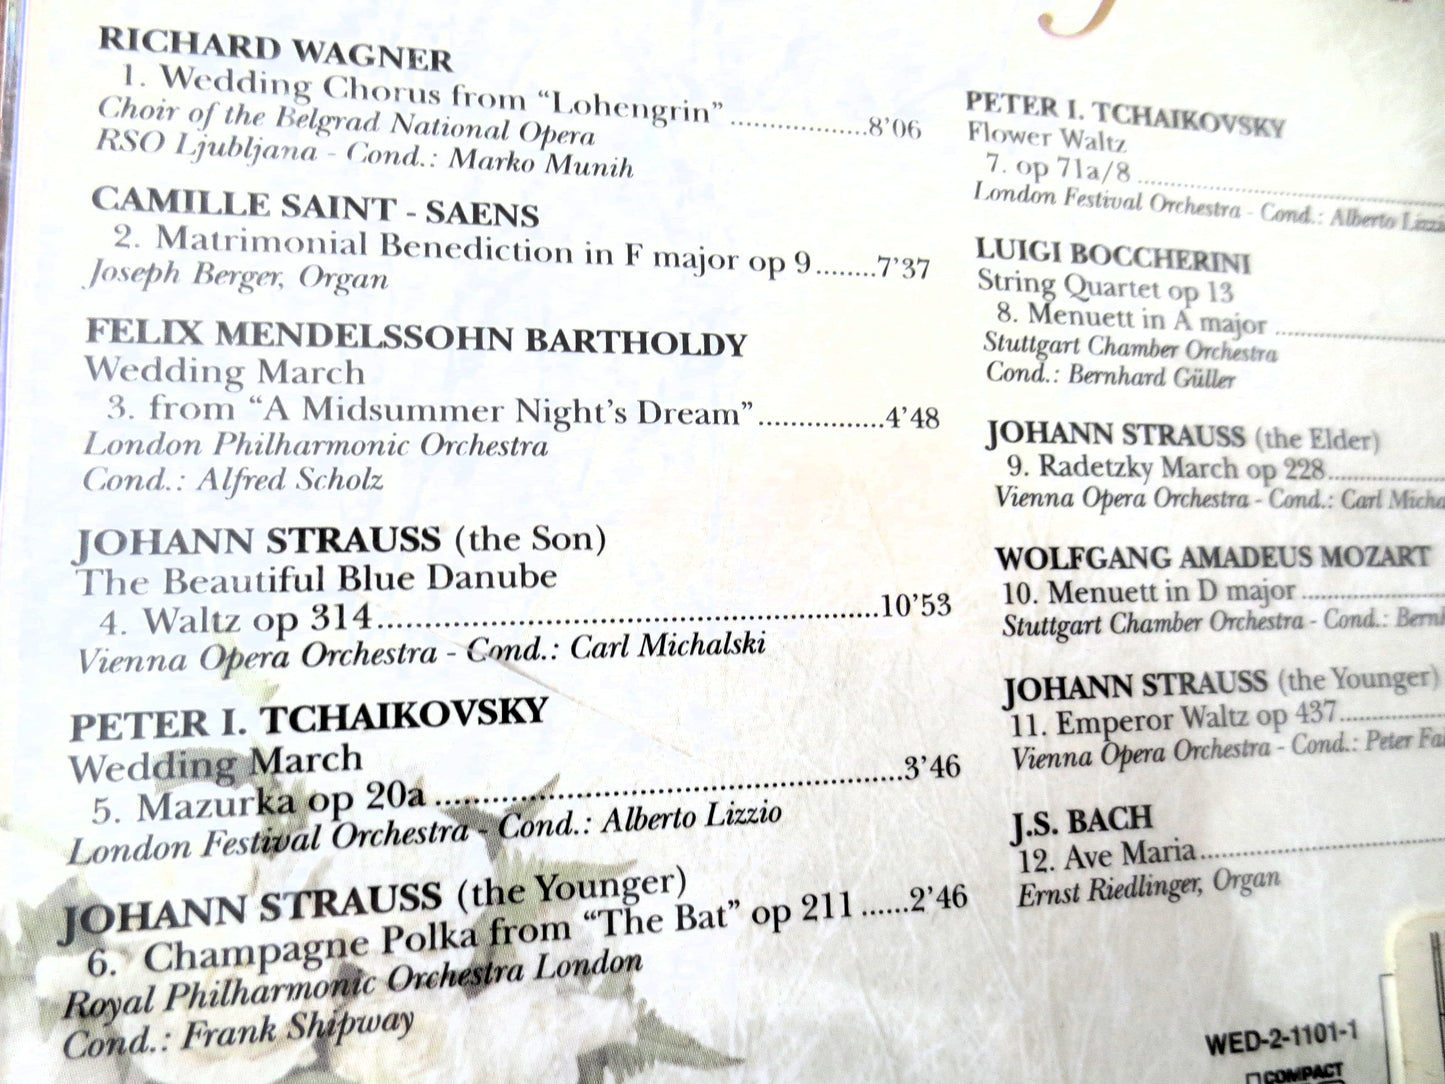 RICHARD WAGNER
1. Wedding Chorus from “Lohengrin” ..................8’06
Choir of the Belgrad National Opera
RSO Ljubljana - Cond.: Marko Munih
CAMILLE SAINT - SAENS
2. Matrimonial Benediction in F major op 9........7’37
Joseph Berger, Organ
FELIX MENDELSSOHN BARTHOLDY
Wedding March
3. from “A Midsummer Night’s Dream”................4’48
London Philharmonic Orchestra
Cond.: Alfred Scholz
JOHANN STRAUSS (the Son)
The Beautiful Blue Danube
4. Waltz op 314................................................................10’53
Vienna Opera Orchestra - Cond.: Carl Michalski
PETER I. TCHAIKOVSKY
Wedding March
5. Mazurka op 20a ............................................................3’46
London Festival Orchestra - Cond.: Alberto Lizzio
JOHANN STRAUSS (the Younger)
6. Champagne Polka from “The Bat” op 211 ......2’46
Royal Philharmonic Orchestra London
Cond.: Frank Shipway
PETER I. TCHAIKOVSKY
Flower Waltz
7. op 71a/8 ........................................
London Festival Orchestra - Cond.: Alberto
LUIGI BOCCHERINI
String Quartet op 13
8. Menuett in A major ........................
Stuttgart Chamber Orchestra
Cond.: Bernhard Güller
JOHANN STRAUSS (the Elder)
9. Radetzky March op 228...................
Vienna Opera Orchestra - Cond.: Carl
WOLFGANG AMADEUS MOZART
10. Menuett in D major ......................
Stuttgart Chamber Orchestra - Cond.:
JOHANN STRAUSS (the Younger)
11. Emperor Waltz op 437..................
Vienna Opera Orchestra - Cond.: Peter
J.S. BACH
12. Ave Maria......................................
Ernst Riedlinger, Organ
WED-2-1101-1
COMPACT